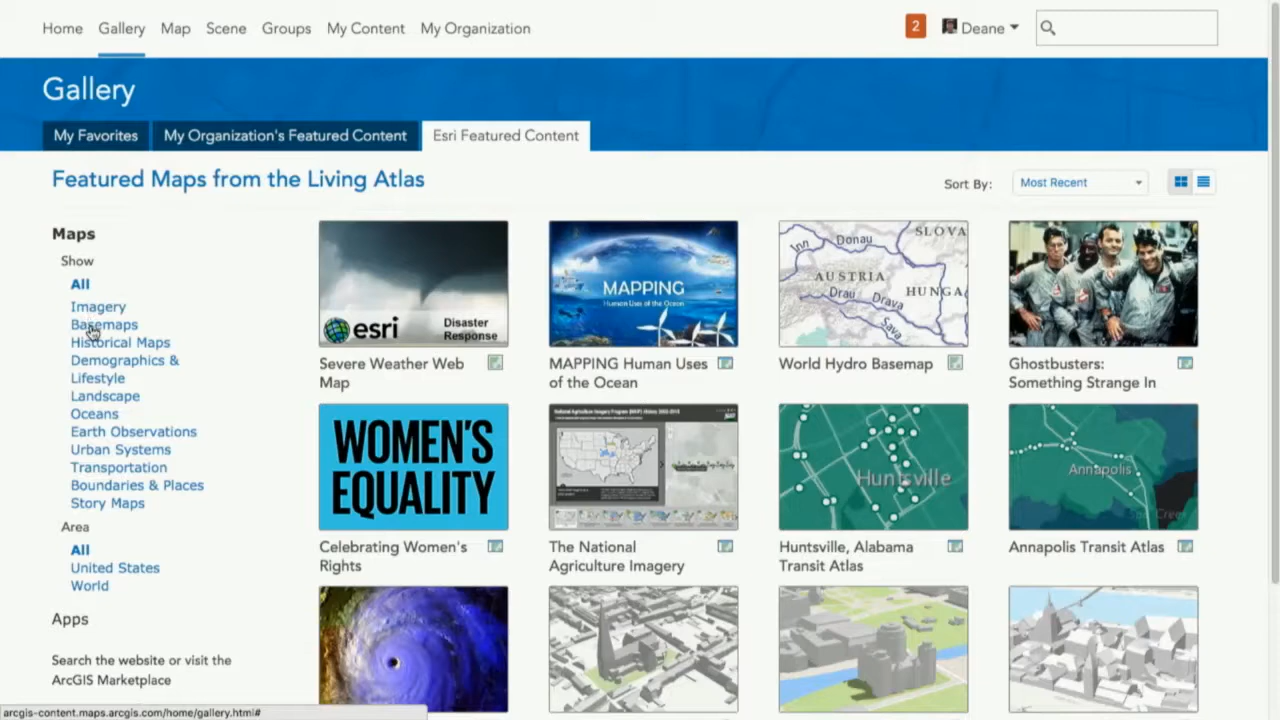 Home Gallery Map Scene Groups My Content My Organization
2 Deane
Gallery
My Favorites My Organization's Featured Content Esri Featured Content
Featured Maps from the Living Atlas
Sort By: Most Recent
Maps
Show
All
Imagery
Basemaps
Historical Maps
Demographics &
Lifestyle
Landscape
Oceans
Earth Observations
Urban Systems
Transportation
Boundaries & Places
Story Maps
Area
All
United States
World
Apps
Search the website or visit the
ArcGIS Marketplace
esri
Disaster
Response
Severe Weather Web
Map
MAPPING
Human Uses of the Ocean
MAPPING Human Uses
of the Ocean
Inn
Donau
SLOVA
AUSTRIA
HUNGA
Drau
Drava
Sava
World Hydro Basemap
Ghostbusters:
Something Strange In
WOMEN'S
EQUALITY
Celebrating Women's
Rights
The National
Agriculture Imagery
Huntsville
Huntsville, Alabama
Transit Atlas
Annapolis
Annapolis Transit Atlas
arcgis-content.maps.arcgis.com/home/gallery.html#